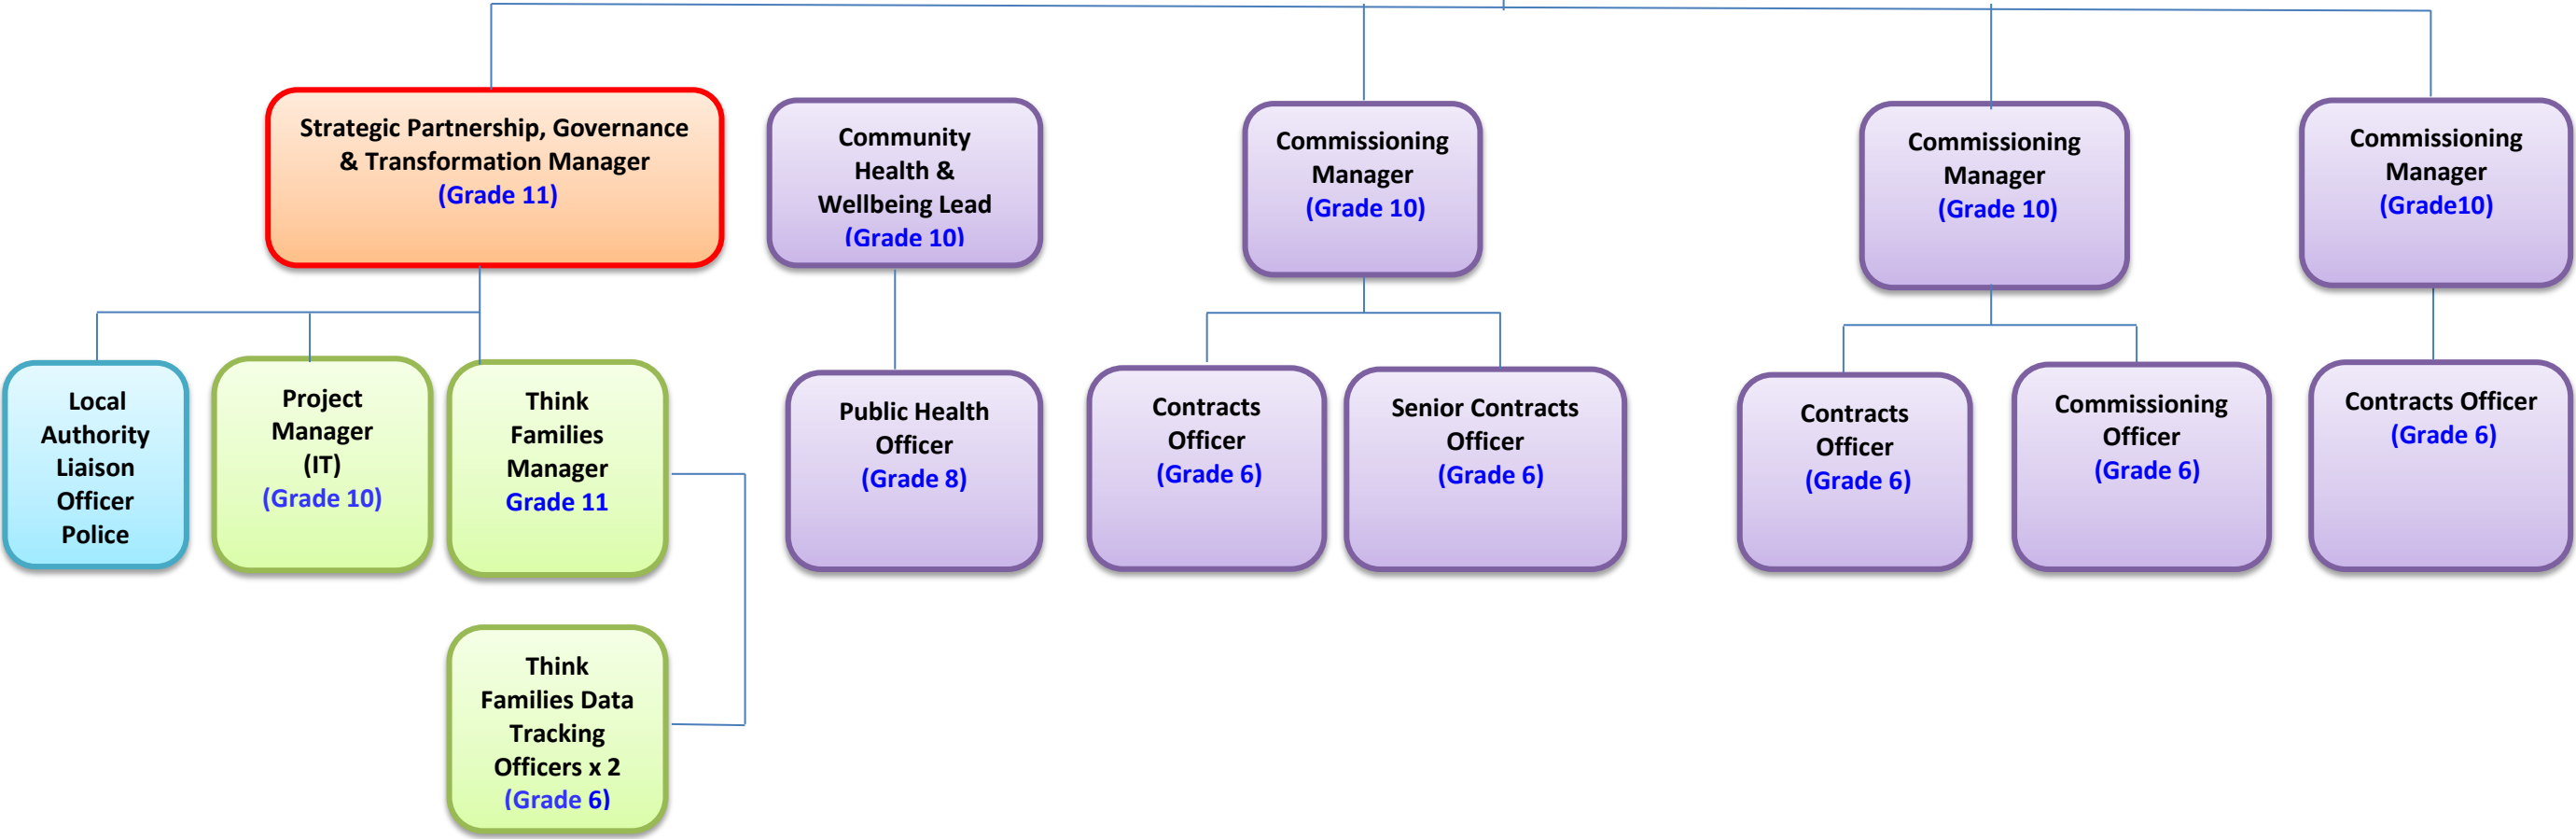 Strategic Partnership, Governance
& Transformation Manager
(Grade 11)
Community
Health &
Wellbeing Lead
(Grade 10)
Commissioning
Manager
(Grade 10)
Commissioning
Manager
(Grade 10)
Commissioning
Manager
(Grade10)
Local
Authority
Liaison
Officer
Police
Project
Manager
(IT)
(Grade 10)
Think
Families
Manager
Grade 11
Public Health
Officer
(Grade 8)
Contracts
Officer
(Grade 6)
Senior Contracts
Officer
(Grade 6)
Contracts
Officer
(Grade 6)
Commissioning
Officer
(Grade 6)
Contracts Officer
(Grade 6)
Think
Families Data
Tracking
Officers x 2
(Grade 6)